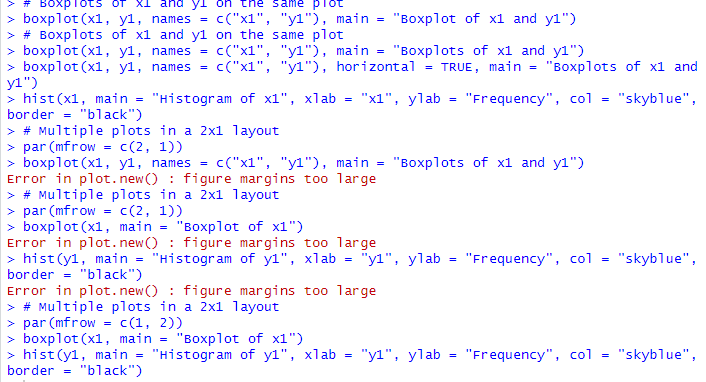 > # Boxplots of x1 and y1 on the same plot
> boxplot(x1, y1, names = c("x1", "y1"), main = "Boxplot of x1 and y1")
> # Boxplots of x1 and y1 on the same plot
> boxplot(x1, y1, names = c("x1", "y1"), main = "Boxplots of x1 and y1")
> boxplot(x1, y1, names = c("x1", "y1"), horizontal = TRUE, main = "Boxplots of x1 and
y1")
> hist(x1, main = "Histogram of x1", xlab = "x1", ylab = "Frequency", col = "skyblue",
border = "black")
> # Multiple plots in a 2x1 layout
> par(mfrow = c(2, 1))
> boxplot(x1, y1, names = c("x1", "y1"), main = "Boxplots of x1 and y1")
Error in plot.new() : figure margins too large
> # Multiple plots in a 2x1 layout
> par(mfrow = c(2, 1))
> boxplot(x1, main = "Boxplot of x1")
Error in plot.new() : figure margins too large
> hist(y1, main = "Histogram of y1", xlab = "y1", ylab = "Frequency", col = "skyblue",
border = "black")
Error in plot.new() : figure margins too large
> # Multiple plots in a 2x1 layout
> par(mfrow = c(1, 2))
> boxplot(x1, main = "Boxplot of x1")
> hist(y1, main = "Histogram of y1", xlab = "y1", ylab = "Frequency", col = "skyblue",
border = "black")